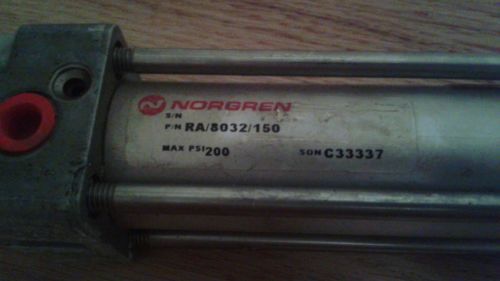 NORGREN
S/N
P/N RA/8032/150
MAX PSI 200 SON C33337